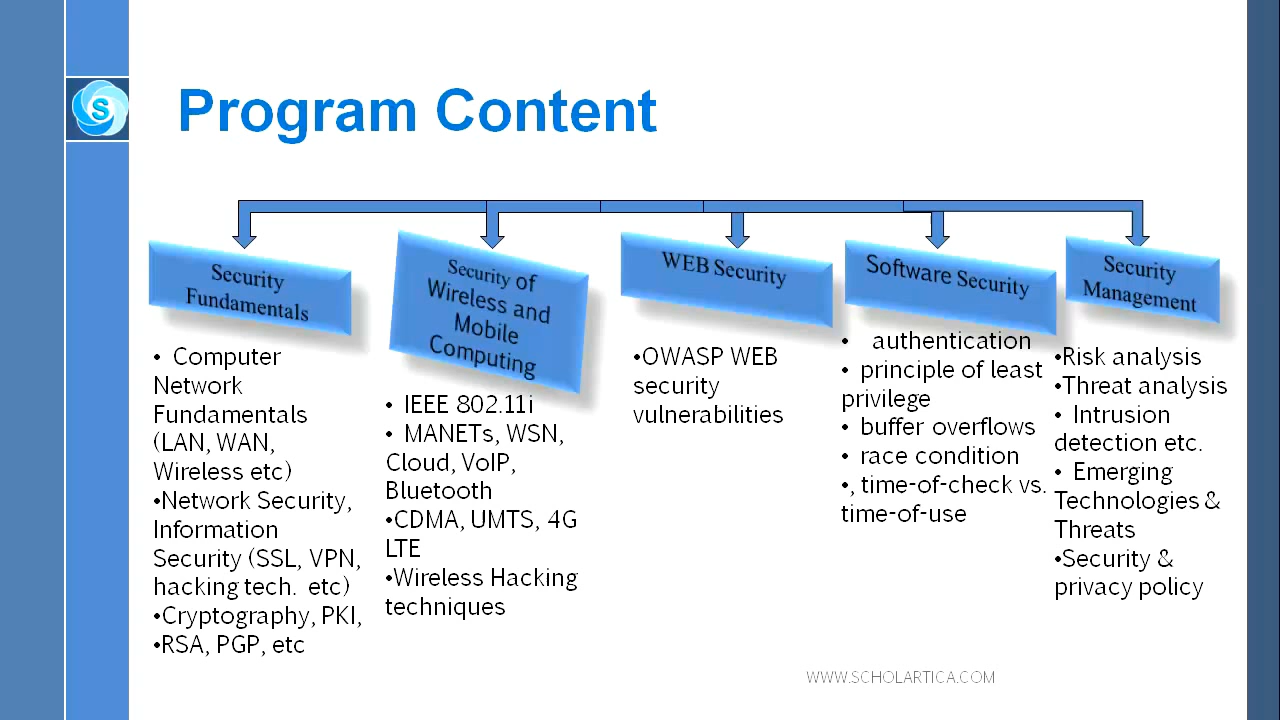 S
Program Content
Security
Fundamentals
• Computer
Network
Fundamentals
(LAN, WAN,
Wireless etc)
•Network Security,
Information
Security (SSL, VPN,
hacking tech. etc)
•Cryptography, PKI,
•RSA, PGP, etc
Security of
Wireless and
Mobile
Computing
• IEEE 802.11i
• MANETs, WSN,
Cloud, VoIP,
Bluetooth
•CDMA, UMTS, 4G
LTE
•Wireless Hacking
techniques
WEB Security
•OWASP WEB
security
vulnerabilities
Software Security
• authentication
• principle of least
privilege
• buffer overflows
• race condition
•, time-of-check vs.
time-of-use
Security
Management
•Risk analysis
•Threat analysis
• Intrusion
detection etc.
• Emerging
Technologies &
Threats
•Security &
privacy policy
WWW.SCHOLARTICA.COM